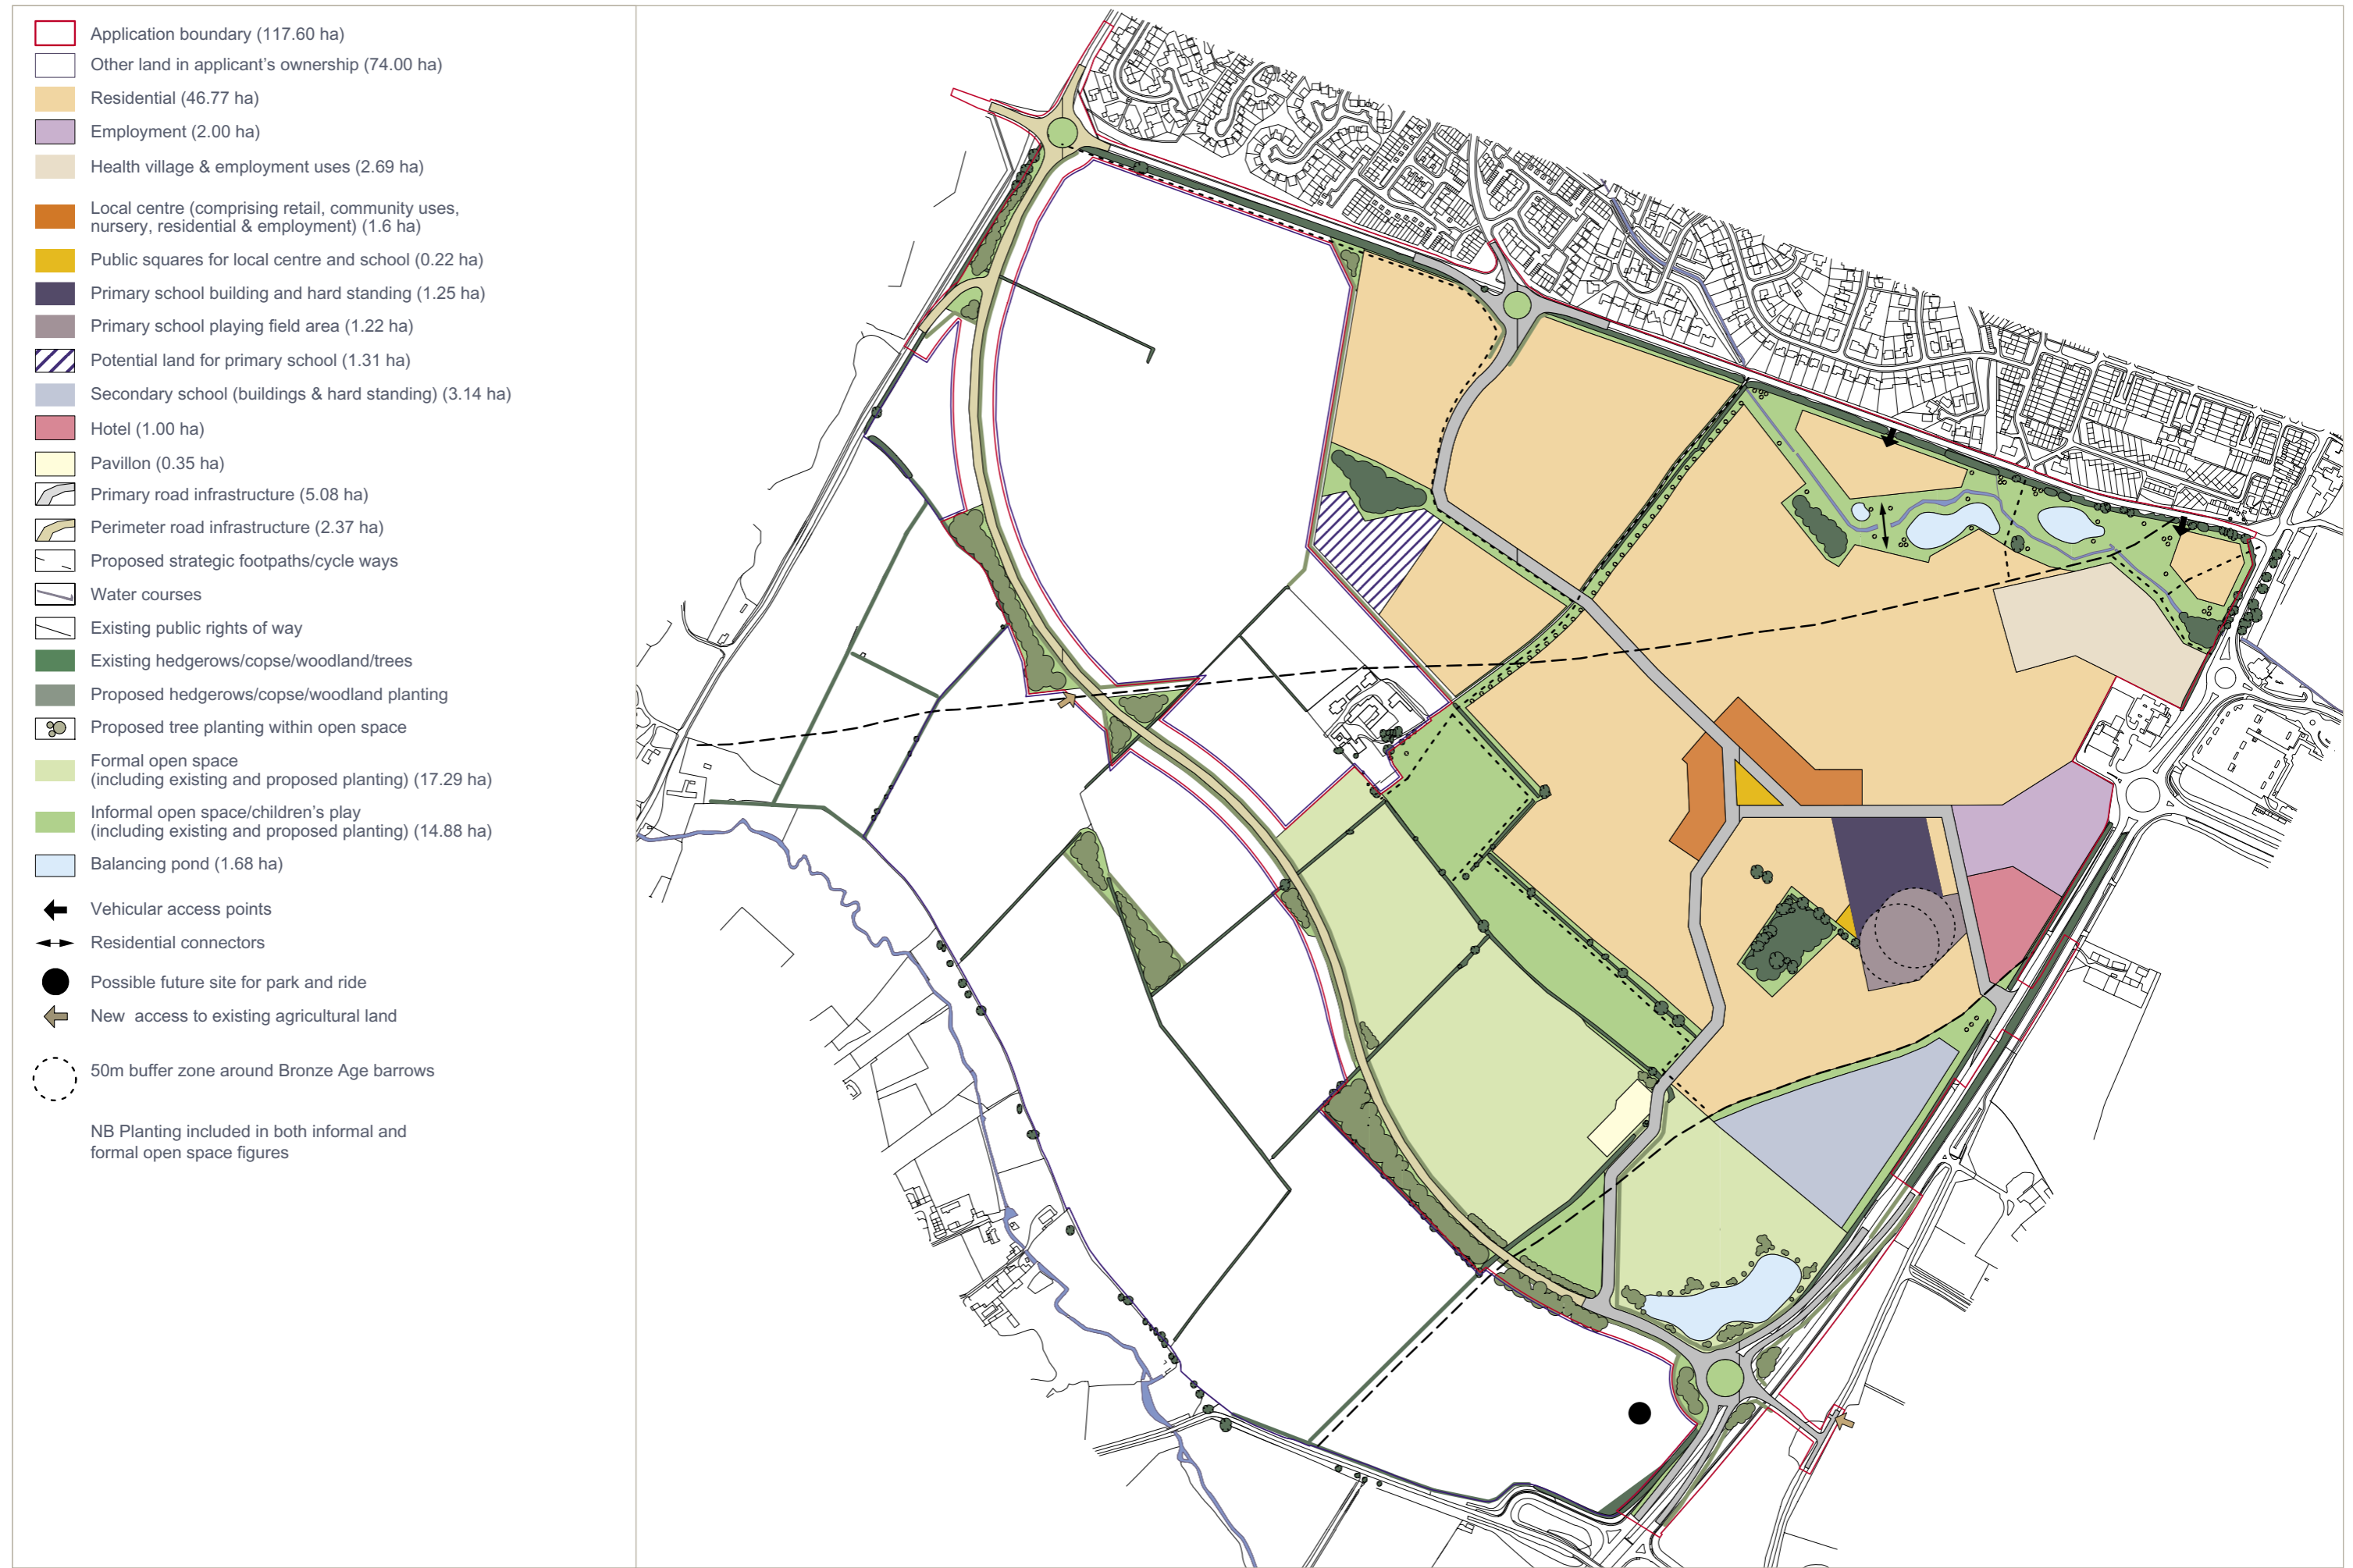 Application boundary (117.60 ha)
Other land in applicant's ownership (74.00 ha)
Residential (46.77 ha)
Employment (2.00 ha)
Health village & employment uses (2.69 ha)
Local centre (comprising retail, community uses,
nursery, residential & employment) (1.6 ha)
Public squares for local centre and school (0.22 ha)
Primary school building and hard standing (1.25 ha)
Primary school playing field area (1.22 ha)
Potential land for primary school (1.31 ha)
Secondary school (buildings & hard standing) (3.14 ha)
Hotel (1.00 ha)
Pavillon (0.35 ha)
Primary road infrastructure (5.08 ha)
Perimeter road infrastructure (2.37 ha)
Proposed strategic footpaths/cycle ways
Water courses
Existing public rights of way
Existing hedgerows/copse/woodland/trees
Proposed hedgerows/copse/woodland planting
Proposed tree planting within open space
Formal open space
(including existing and proposed planting) (17.29 ha)
Informal open space/children's play
(including existing and proposed planting) (14.88 ha)
Balancing pond (1.68 ha)
Vehicular access points
Residential connectors
Possible future site for park and ride
New access to existing agricultural land
50m buffer zone around Bronze Age barrows
NB Planting included in both informal and
formal open space figures